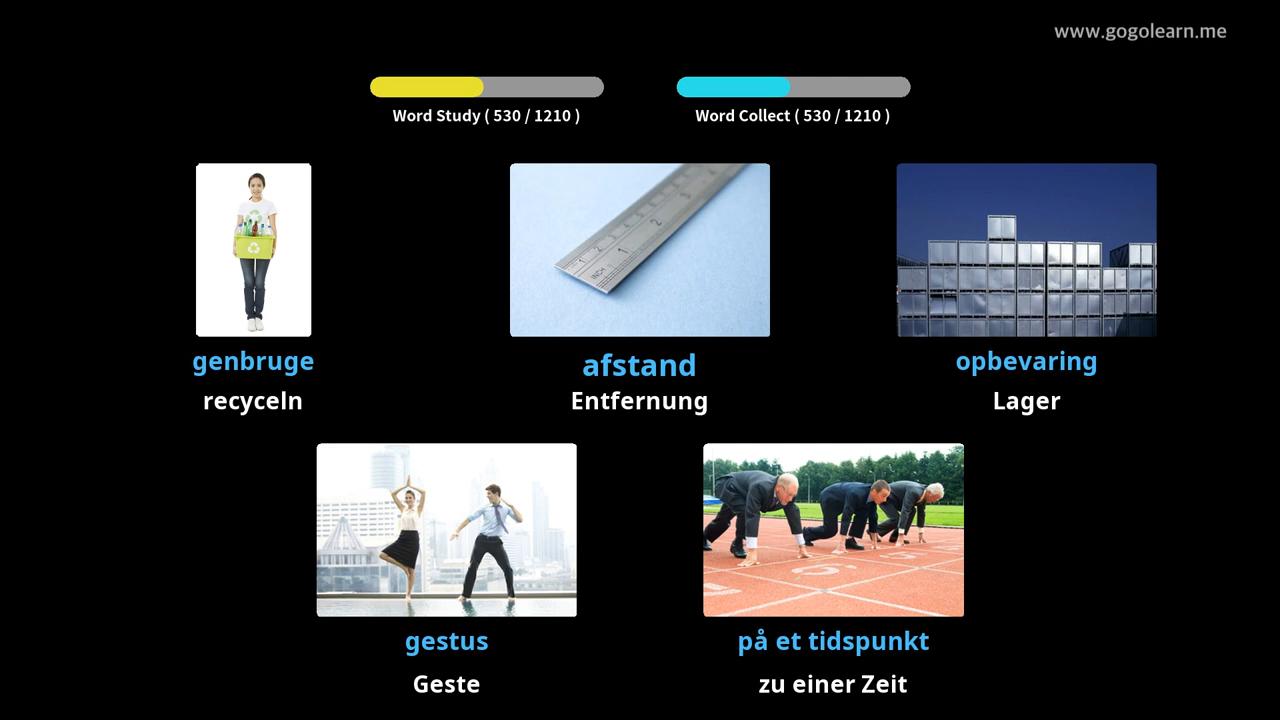 www.gogolearn.me
Word Study ( 530 / 1210 )
Word Collect ( 530 / 1210 )
genbruge
recyceln
afstand
Entfernung
opbevaring
Lager
gestus
Geste
på et tidspunkt
zu einer Zeit